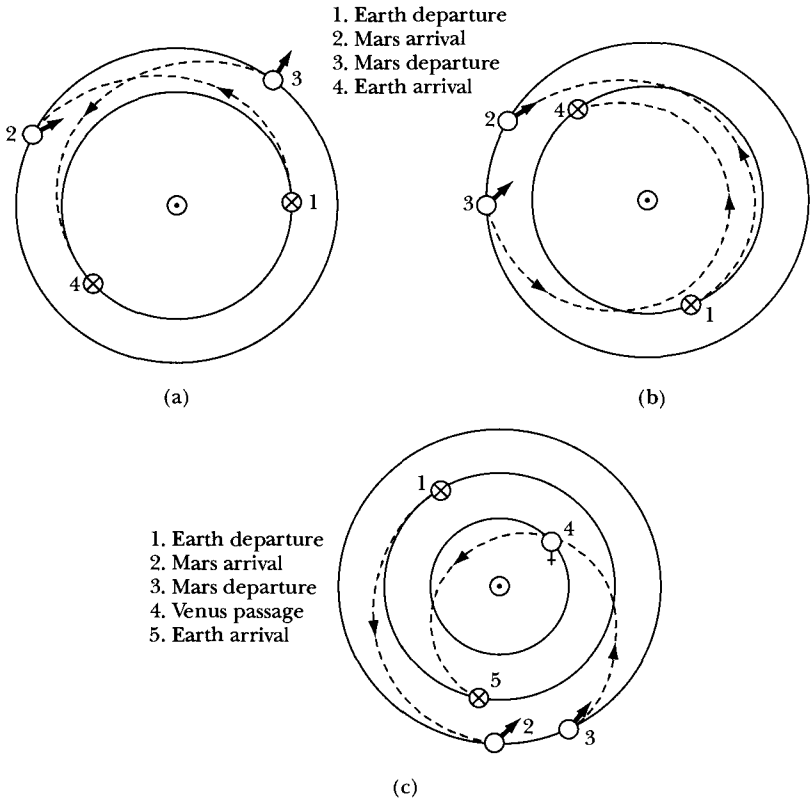 1. Earth departure
2. Mars arrival
3. Mars departure
4. Earth arrival
3
2
1
4
(a)
2
4
3
1
(b)
1. Earth departure
2. Mars arrival
3. Mars departure
4. Venus passage
5. Earth arrival
1
4
5
2
3
(c)